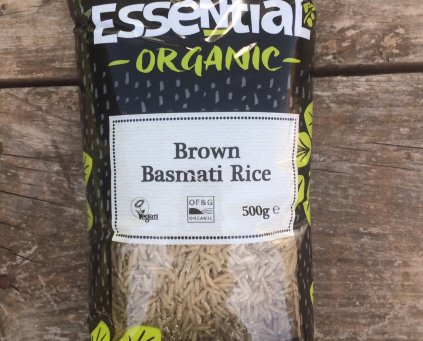 ESSENTIAL
ORGANIC
Brown
Basmati Rice
vegan
OF&G
ORGANIC
500g e